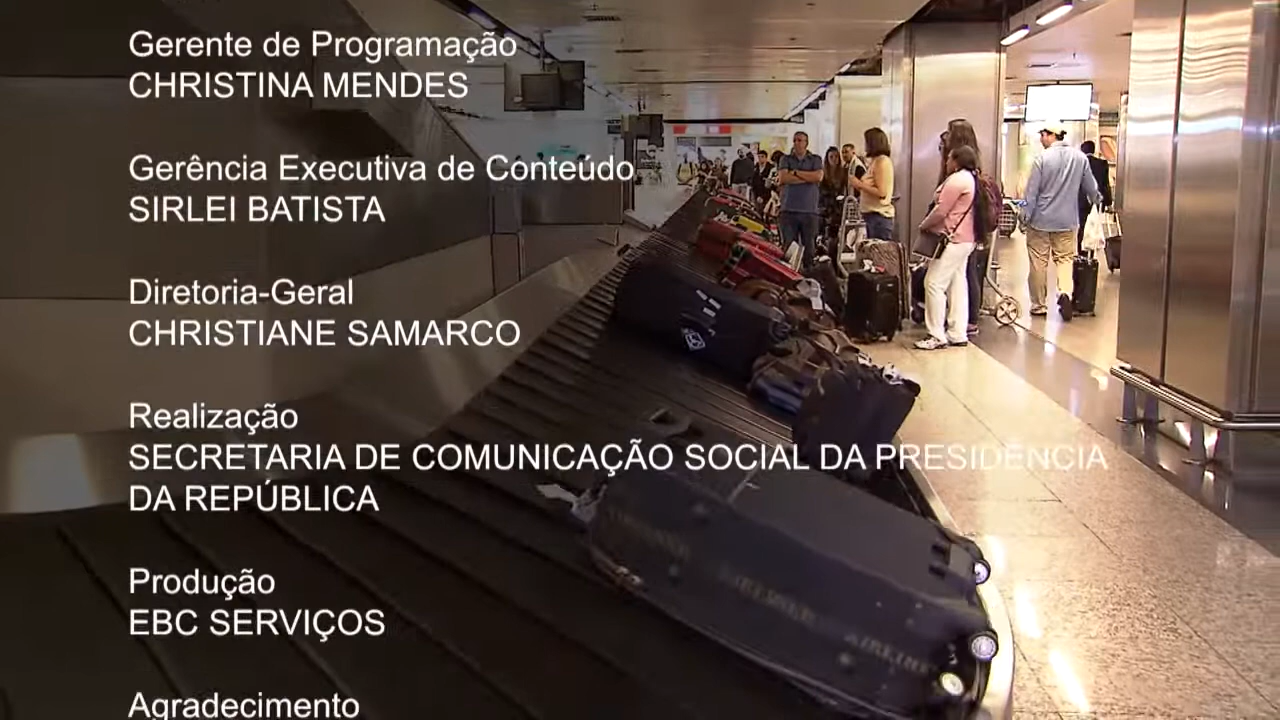 Gerente de Programação
CHRISTINA MENDES
Gerência Executiva de Conteúdo
SIRLEI BATISTA
Diretoria-Geral
CHRISTIANE SAMARCO
Realização
SECRETARIA DE COMUNICAÇÃO SOCIAL DA PRESIDÊNCIA
DA REPÚBLICA
Produção
EBC SERVIÇOS
Agradecimento